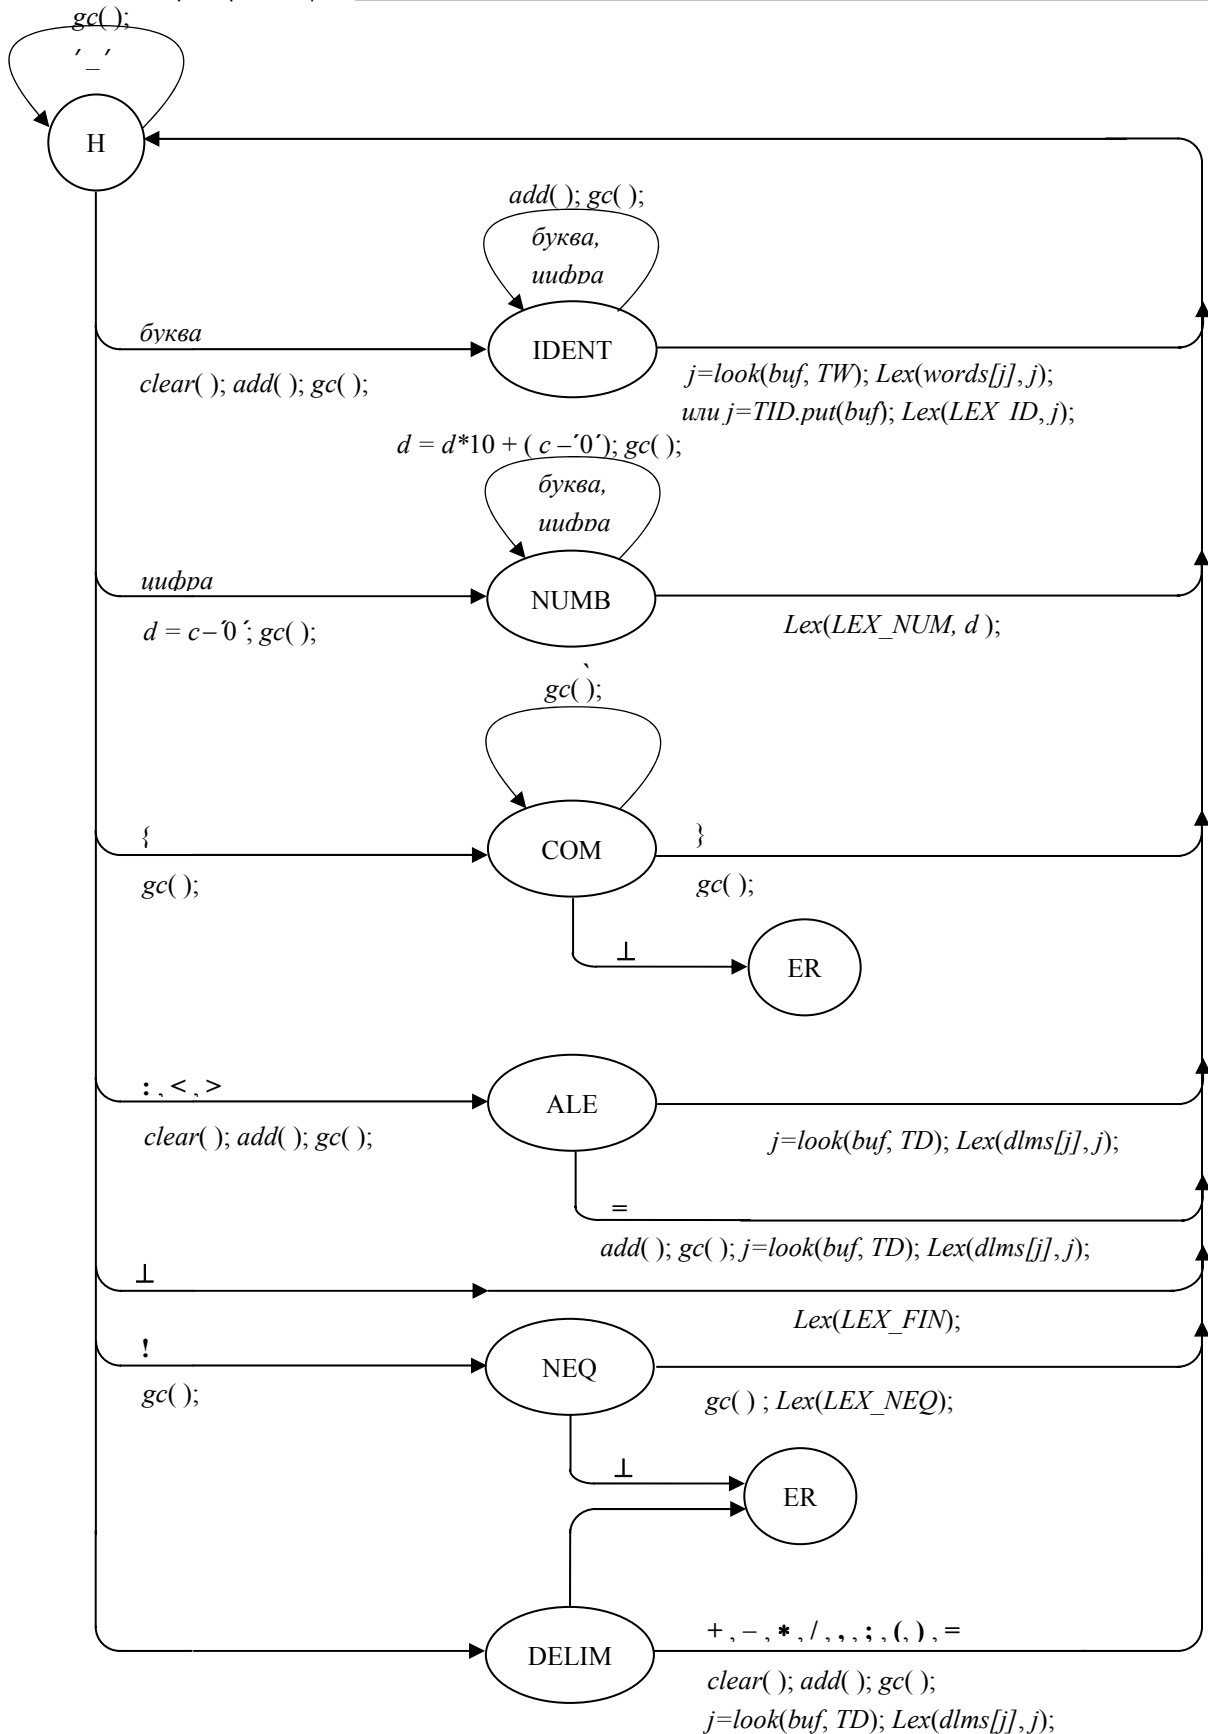 gc( );
′ _ ′
H
add( ); gc( );
буква,
цифра
буква
IDENT
clear( ); add( ); gc( );
j=look(buf, TW); Lex(words[j], j);
или j=TID.put(buf); Lex(LEX_ID, j);
d = d*10 + ( c –′0′); gc( );
буква,
цифра
цифра
NUMB
d = c–′0′; gc( );
Lex(LEX_NUM, d );
gc( );
{
COM
}
gc( );
gc( );
⊥
ER
: , < , >
ALE
clear( ); add( ); gc( );
j=look(buf, TD); Lex(dlms[j], j);
=
add( ); gc( ); j=look(buf, TD); Lex(dlms[j], j);
⊥
Lex(LEX_FIN);
!
NEQ
gc( );
gc( ) ; Lex(LEX_NEQ);
⊥
ER
+ , – , * , / , , , ; , (, ) , =
DELIM
clear( ); add( ); gc( );
j=look(buf, TD); Lex(dlms[j], j);